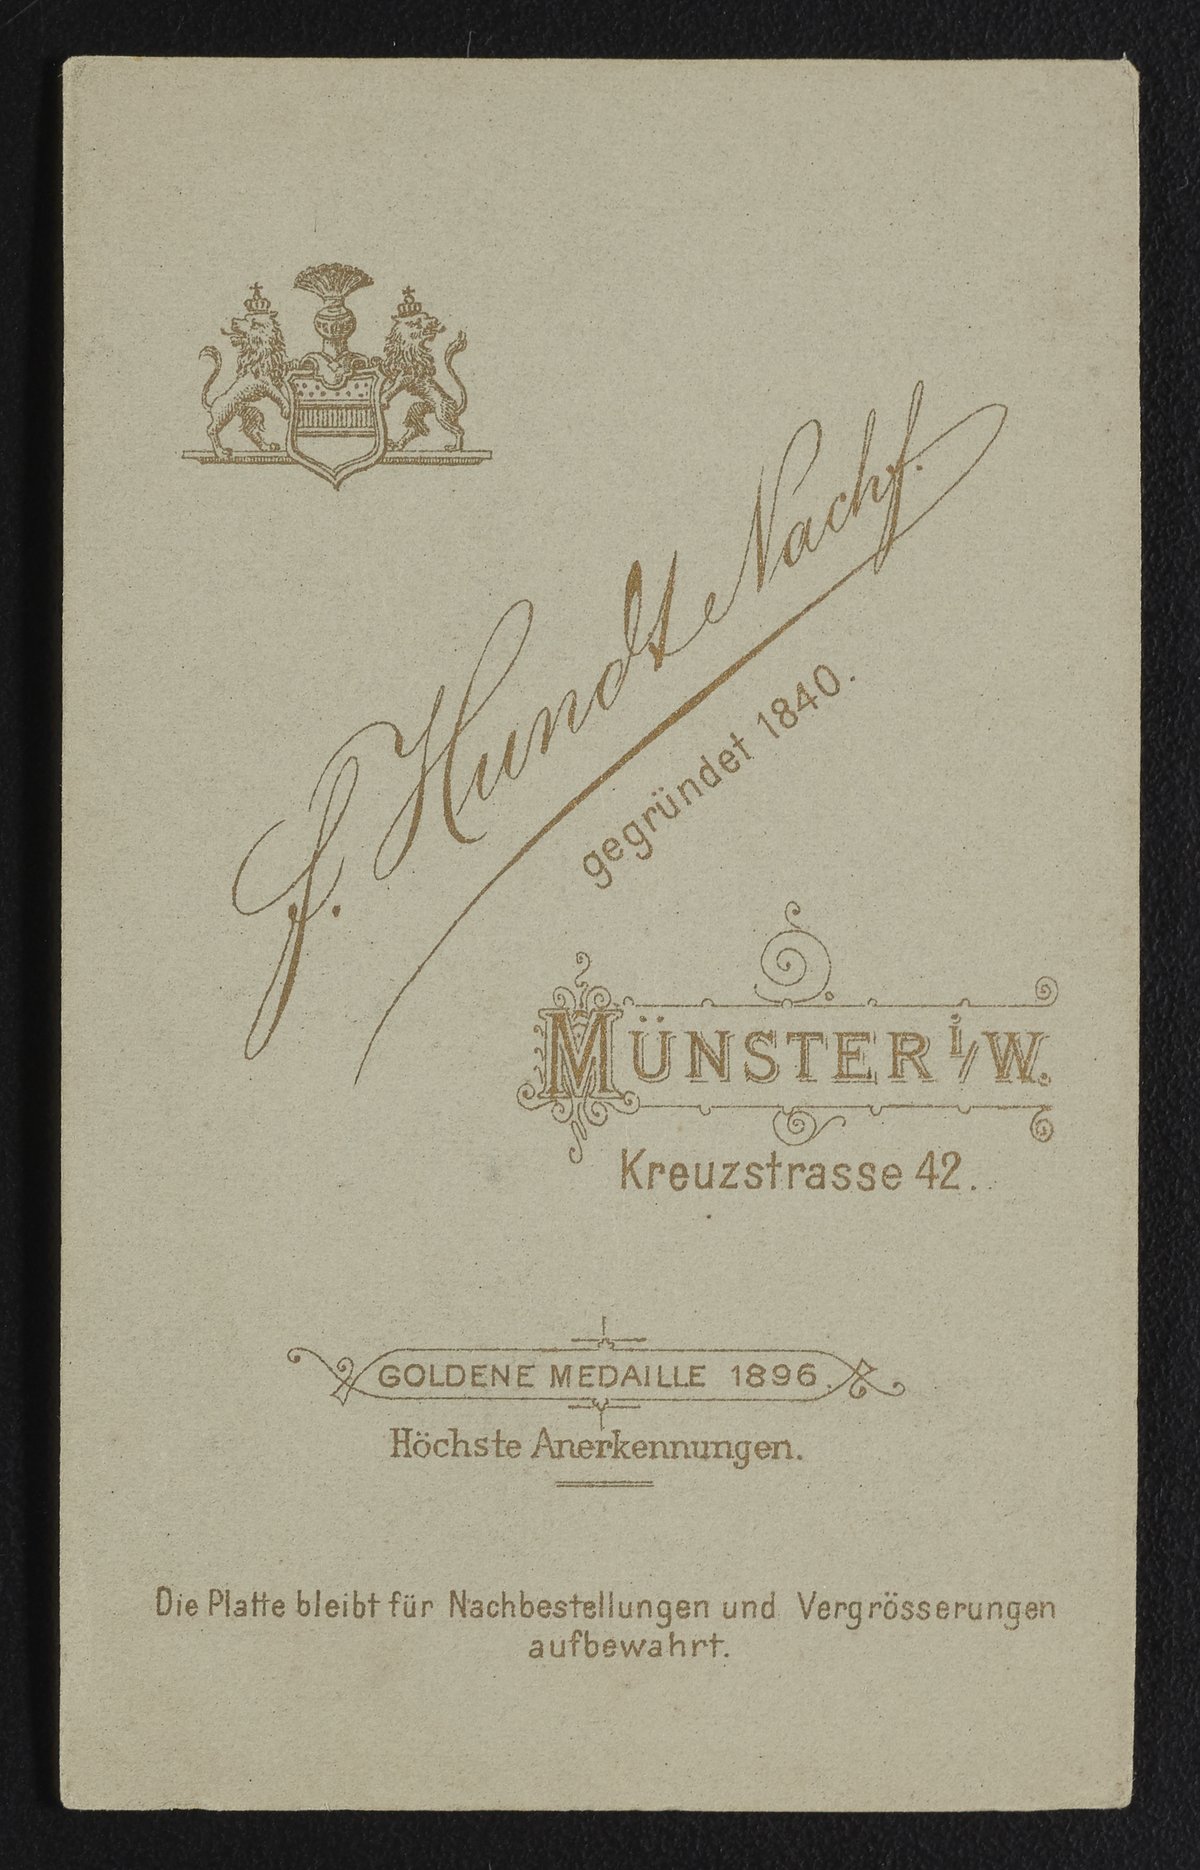 F. Hundt Nachf.
gegründet 1840.
MÜNSTER i/W.
Kreuzstrasse 42.
GOLDENE MEDAILLE 1896.
Höchste Anerkennungen.
Die Platte bleibt für Nachbestellungen und Vergrösserungen
aufbewahrt.